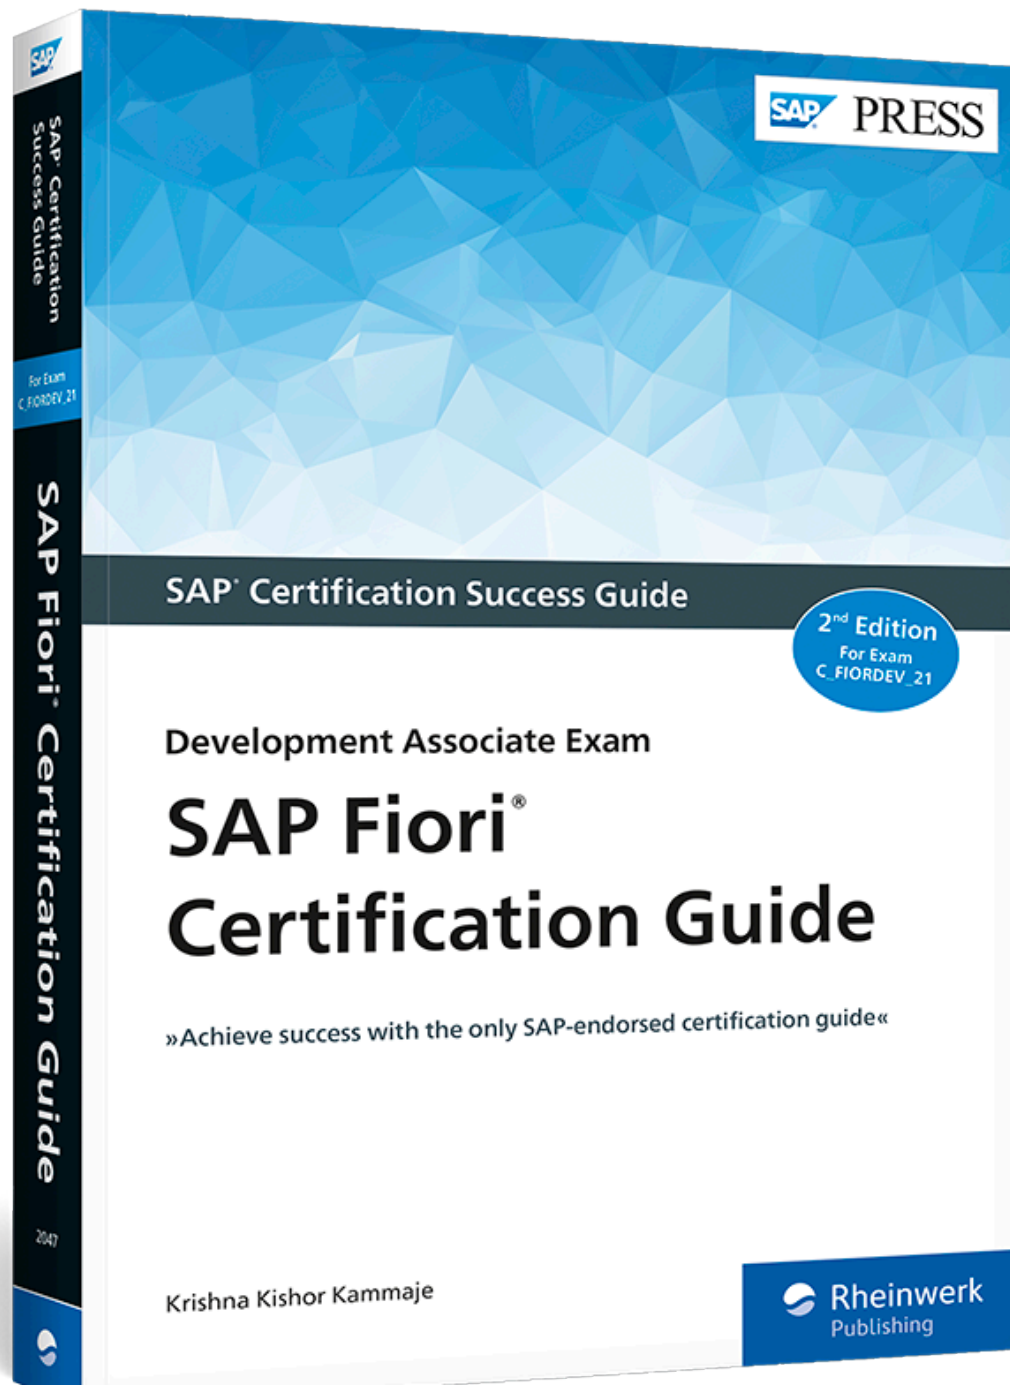 SAP
SAP® Certification
Success Guide
For Exam
C_FIORDEV_21
SAP Fiori® Certification Guide
2047
SAP® PRESS
SAP® Certification Success Guide
2nd Edition
For Exam
C_FIORDEV_21
Development Associate Exam
SAP Fiori®
Certification Guide
»Achieve success with the only SAP-endorsed certification guide«
Krishna Kishor Kammaje
Rheinwerk
Publishing